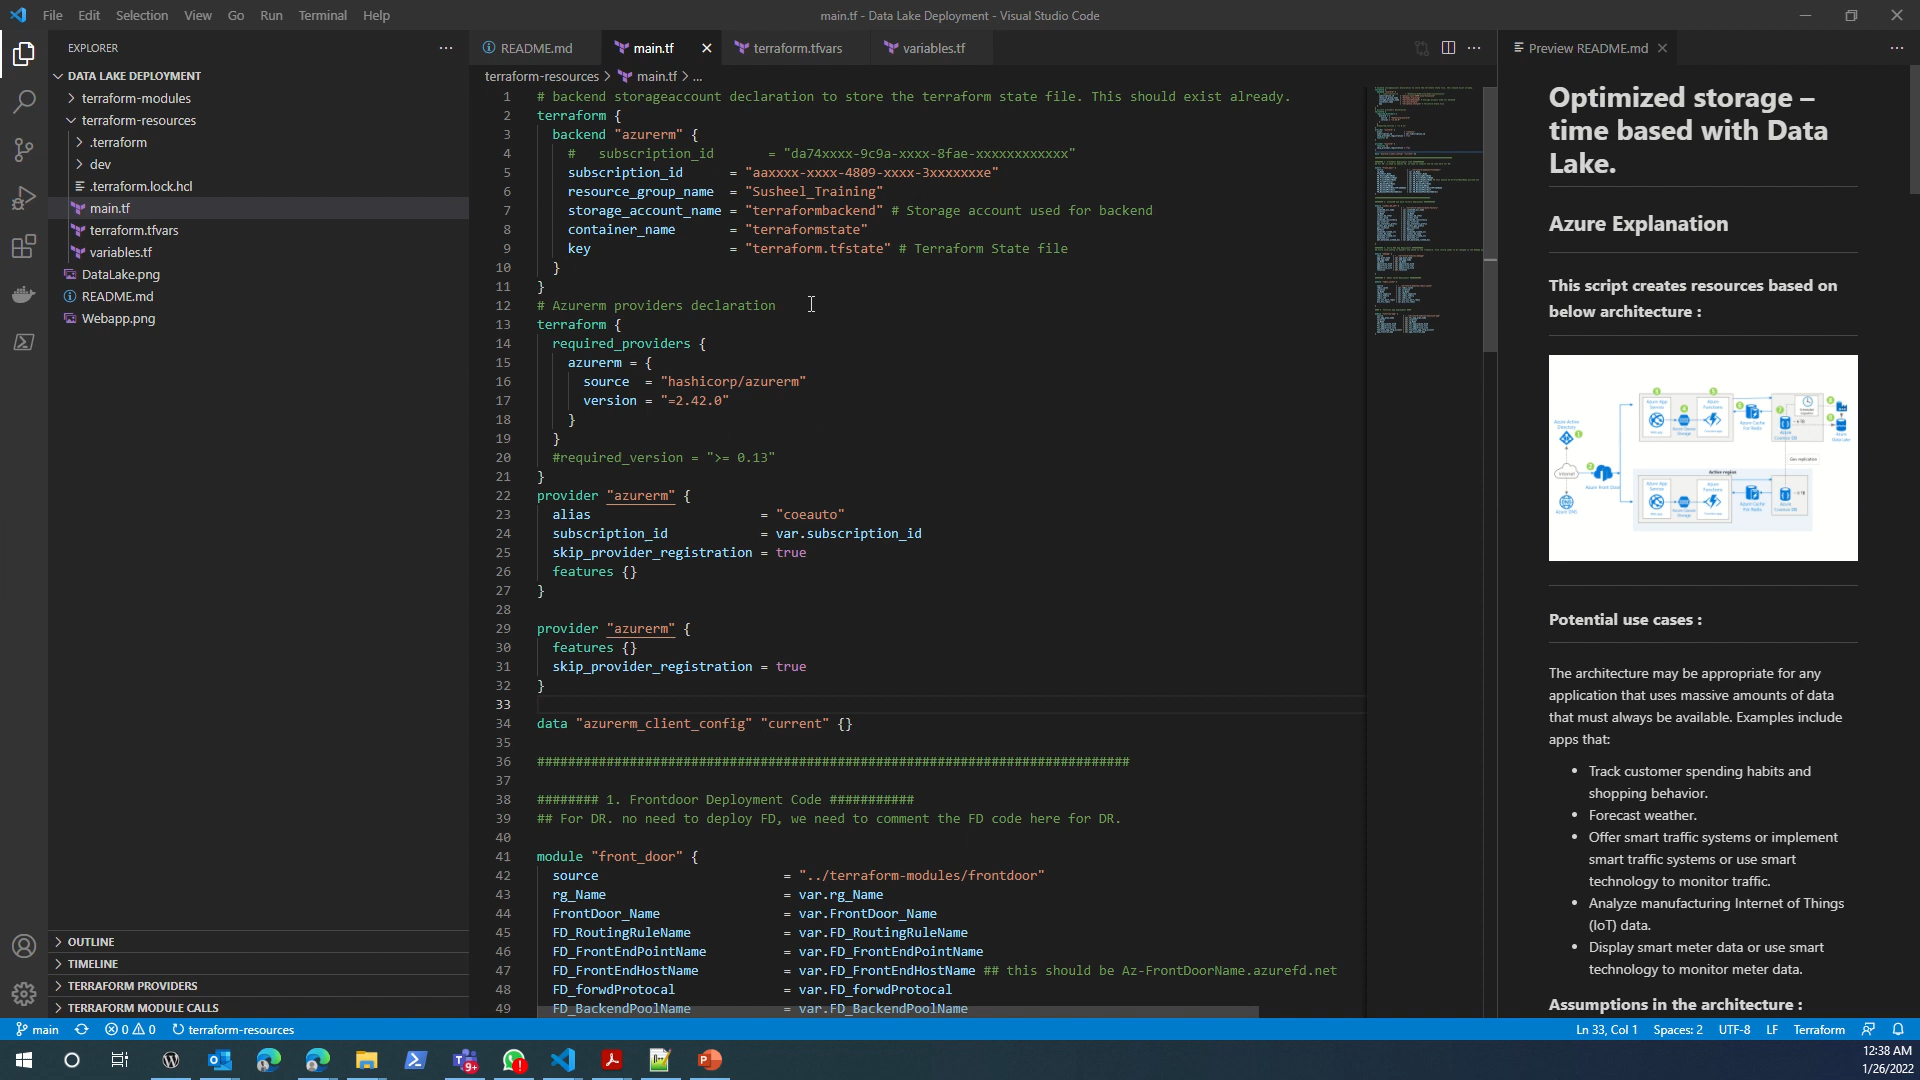 File Edit Selection View Go Run Terminal Help
main.tf - Data Lake Deployment - Visual Studio Code
EXPLORER
DATA LAKE DEPLOYMENT
terraform-modules
terraform-resources
.terraform
dev
.terraform.lock.hcl
main.tf
terraform.tfvars
variables.tf
DataLake.png
README.md
Webapp.png
OUTLINE
TIMELINE
TERRAFORM PROVIDERS
TERRAFORM MODULE CALLS
README.md main.tf terraform.tfvars variables.tf
terraform-resources > main.tf > ...
1 # backend storageaccount declaration to store the terraform state file. This should exist already.
2 terraform {
3 backend "azurerm" {
4 # subscription_id = "da74xxxx-9c9a-xxxx-8fae-xxxxxxxxxxxx"
5 subscription_id = "aaxxxx-xxxx-4809-xxxx-3xxxxxxxe"
6 resource_group_name = "Susheel_Training"
7 storage_account_name = "terraformbackend" # Storage account used for backend
8 container_name = "terraformstate"
9 key = "terraform.tfstate" # Terraform State file
10 }
11 }
12 # Azurerm providers declaration
13 terraform {
14 required_providers {
15 azurerm = {
16 source = "hashicorp/azurerm"
17 version = "=2.42.0"
18 }
19 }
20 #required_version = ">= 0.13"
21 }
22 provider "azurerm" {
23 alias = "coeauto"
24 subscription_id = var.subscription_id
25 skip_provider_registration = true
26 features {}
27 }
28
29 provider "azurerm" {
30 features {}
31 skip_provider_registration = true
32 }
33
34 data "azurerm_client_config" "current" {}
35
36 #############################################################################
37
38 ######## 1. Frontdoor Deployment Code ###########
39 ## For DR. no need to deploy FD, we need to comment the FD code here for DR.
40
41 module "front_door" {
42 source = "../terraform-modules/frontdoor"
43 rg_Name = var.rg_Name
44 FrontDoor_Name = var.FrontDoor_Name
45 FD_RoutingRuleName = var.FD_RoutingRuleName
46 FD_FrontEndPointName = var.FD_FrontEndPointName
47 FD_FrontEndHostName = var.FD_FrontEndHostName ## this should be Az-FrontDoorName.azurefd.net
48 FD_forwdProtocal = var.FD_forwdProtocal
49 FD_BackendPoolName = var.FD_BackendPoolName
Preview README.md
Optimized storage –
time based with Data
Lake.
Azure Explanation
This script creates resources based on
below architecture :
Potential use cases :
The architecture may be appropriate for any
application that uses massive amounts of data
that must always be available. Examples include
apps that:
• Track customer spending habits and
shopping behavior.
• Forecast weather.
• Offer smart traffic systems or implement
smart traffic systems or use smart
technology to monitor traffic.
• Analyze manufacturing Internet of Things
(IoT) data.
• Display smart meter data or use smart
technology to monitor meter data.
Assumptions in the architecture :
main 0 0 terraform-resources
Ln 33, Col 1 Spaces: 2 UTF-8 LF Terraform
9+
12:38 AM
1/26/2022